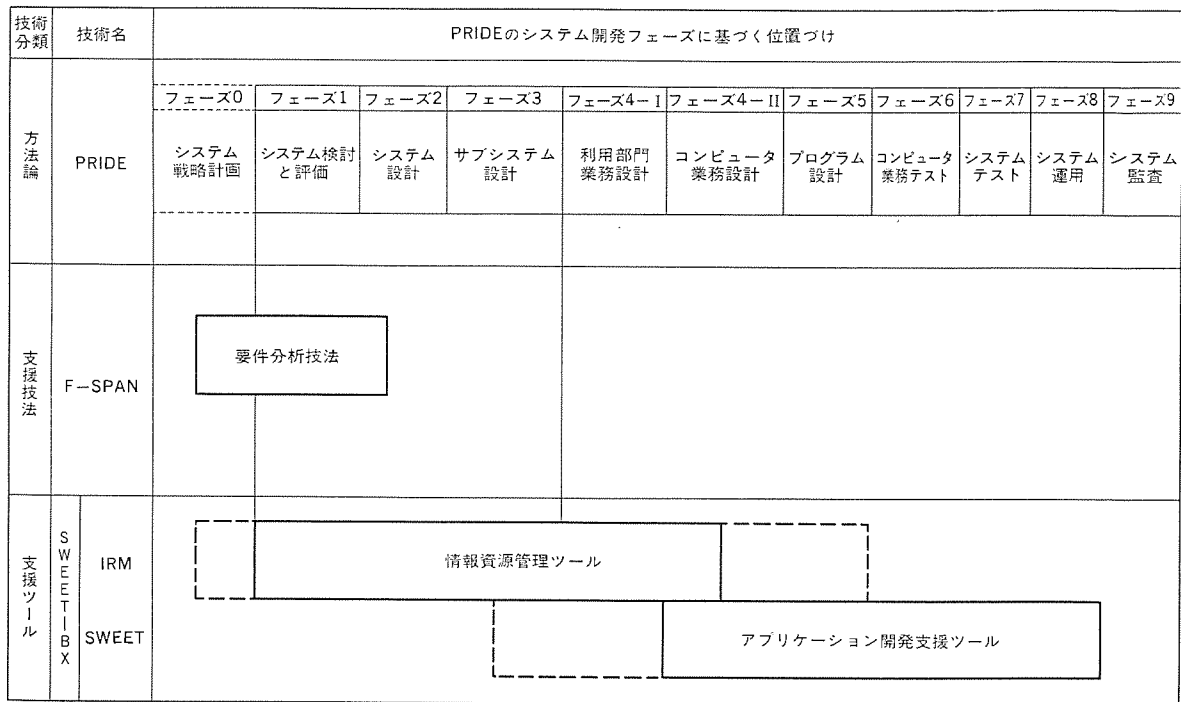 技術
分類
技術名
PRIDEのシステム開発フェーズに基づく位置づけ
方法論
PRIDE
フェーズ0
フェーズ1
フェーズ2
フェーズ3
フェーズ4-I
フェーズ4-II
フェーズ5
フェーズ6
フェーズ7
フェーズ8
フェーズ9
システム
戦略計画
システム検討
と評価
システム
設計
サブシステム
設計
利用部門
業務設計
コンピュータ
業務設計
プログラム
設計
コンピュータ
業務テスト
システム
テスト
システム
運用
システム
監査
支援技法
F-SPAN
要件分析技法
支援ツール
SWEET-BX
IRM
情報資源管理ツール
SWEET
アプリケーション開発支援ツール